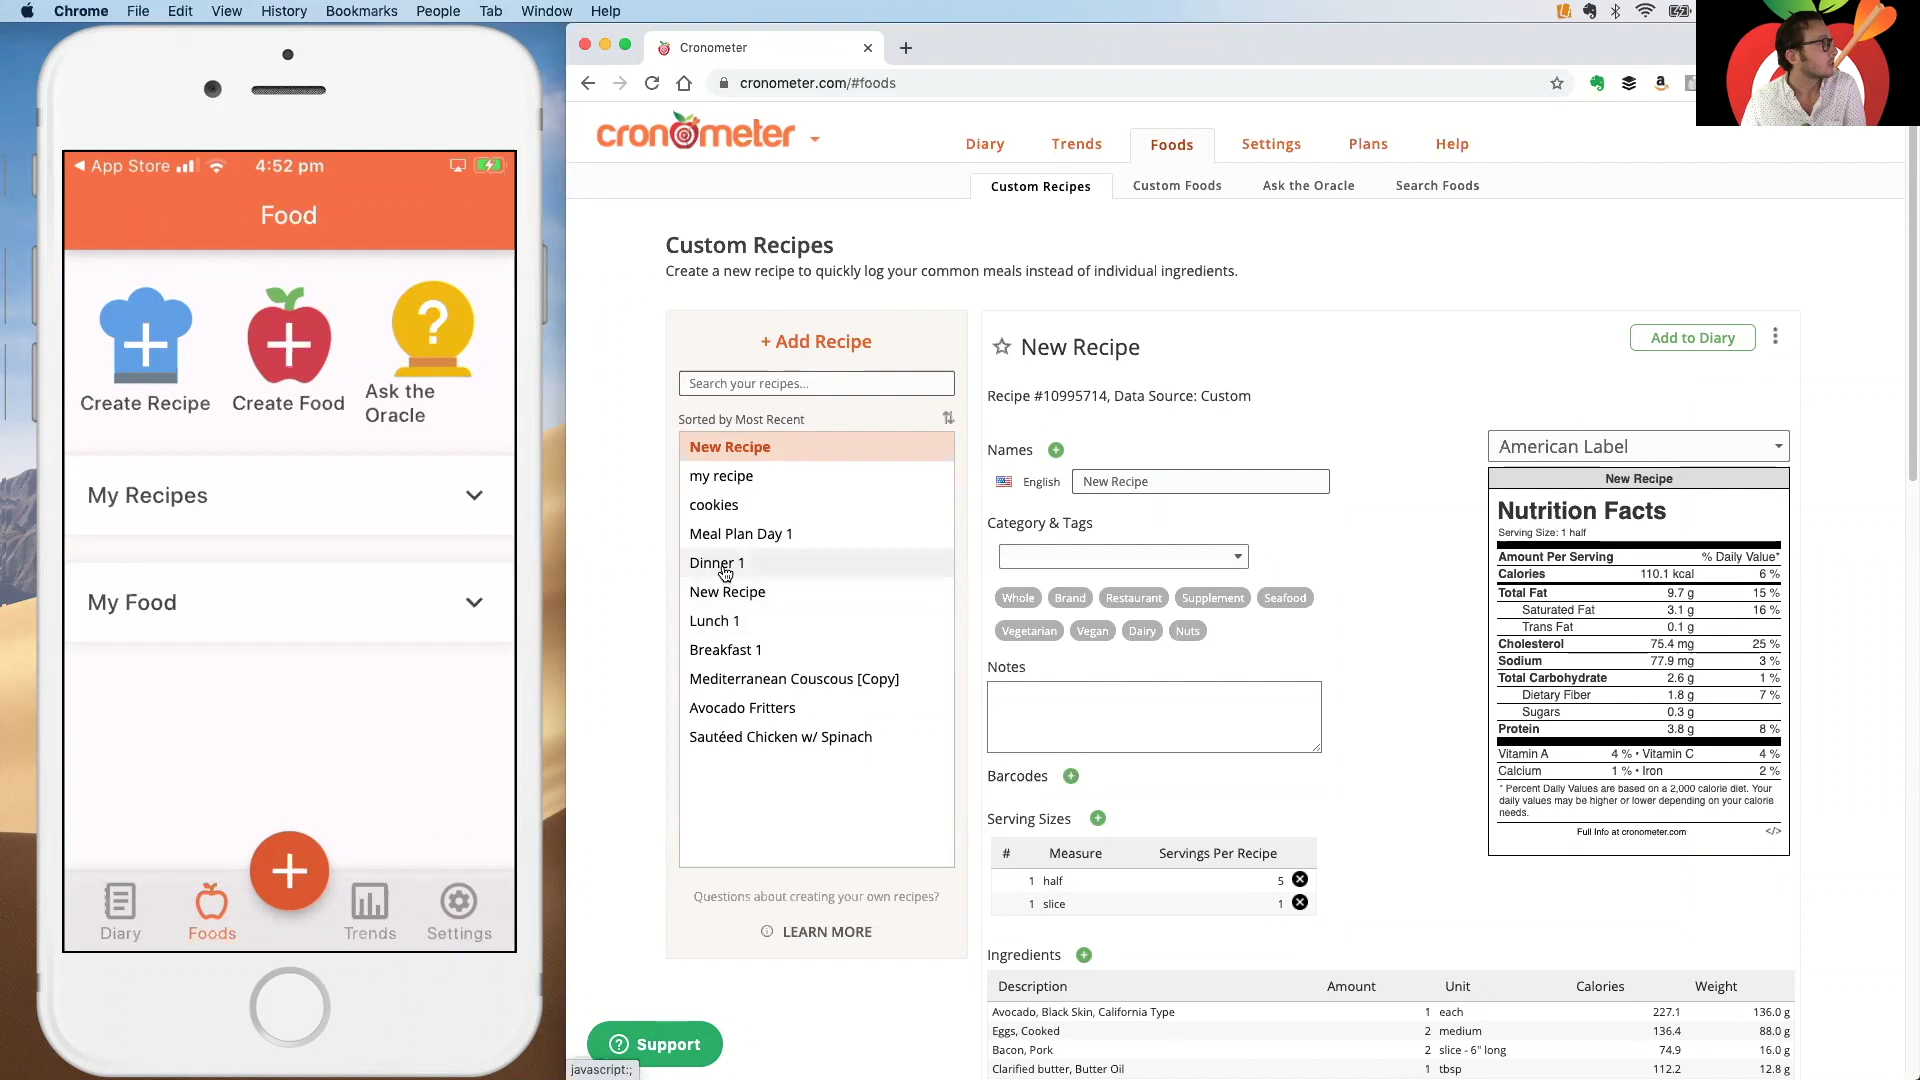 Chrome File Edit View History Bookmarks People Tab Window Help
App Store 4:52 pm
Food
Create Recipe Create Food Ask the Oracle
My Recipes
My Food
Diary Foods Trends Settings
Cronometer
cronometer.com/#foods
cronometer
Diary Trends Foods Settings Plans Help
Custom Recipes Custom Foods Ask the Oracle Search Foods
Custom Recipes
Create a new recipe to quickly log your common meals instead of individual ingredients.
+ Add Recipe
Search your recipes...
Sorted by Most Recent
New Recipe
my recipe
cookies
Meal Plan Day 1
Dinner 1
New Recipe
Lunch 1
Breakfast 1
Mediterranean Couscous [Copy]
Avocado Fritters
Sautéed Chicken w/ Spinach
Questions about creating your own recipes?
LEARN MORE
New Recipe
Add to Diary
Recipe #10995714, Data Source: Custom
Names
English New Recipe
Category & Tags
Whole Brand Restaurant Supplement Seafood
Vegetarian Vegan Dairy Nuts
Notes
Barcodes
Serving Sizes
# Measure Servings Per Recipe
1 half 5
1 slice 1
Ingredients
Description Amount Unit Calories Weight
Avocado, Black Skin, California Type 1 each 227.1 136.0 g
Eggs, Cooked 2 medium 136.4 88.0 g
Bacon, Pork 2 slice - 6" long 74.9 16.0 g
Clarified butter, Butter Oil 1 tbsp 112.2 12.8 g
American Label
New Recipe
Nutrition Facts
Serving Size: 1 half
Amount Per Serving % Daily Value*
Calories 110.1 kcal 6 %
Total Fat 9.7 g 15 %
Saturated Fat 3.1 g 16 %
Trans Fat 0.1 g
Cholesterol 75.4 mg 25 %
Sodium 77.9 mg 3 %
Total Carbohydrate 2.6 g 1 %
Dietary Fiber 1.8 g 7 %
Sugars 0.3 g
Protein 3.8 g 8 %
Vitamin A 4 % • Vitamin C 4 %
Calcium 1 % • Iron 2 %
* Percent Daily Values are based on a 2,000 calorie diet. Your
daily values may be higher or lower depending on your calorie
needs.
Full Info at cronometer.com </>
Support
javascript:;